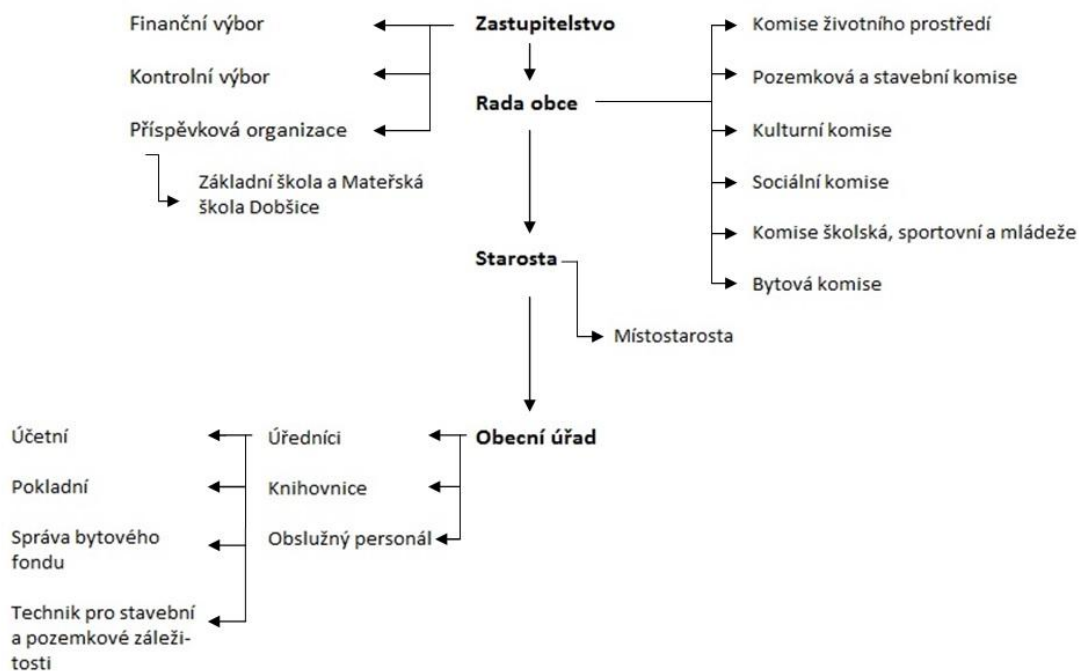 Zastupitelstvo
Finanční výbor
Kontrolní výbor
Příspěvková organizace
Základní škola a Mateřská
škola Dobšice
Rada obce
Komise životního prostředí
Pozemková a stavební komise
Kulturní komise
Sociální komise
Komise školská, sportovní a mládeže
Bytová komise
Starosta
Místostarosta
Obecní úřad
Úředníci
Knihovnice
Obslužný personál
Účetní
Pokladní
Správa bytového
fondu
Technik pro stavební
a pozemkové záleži-
tosti